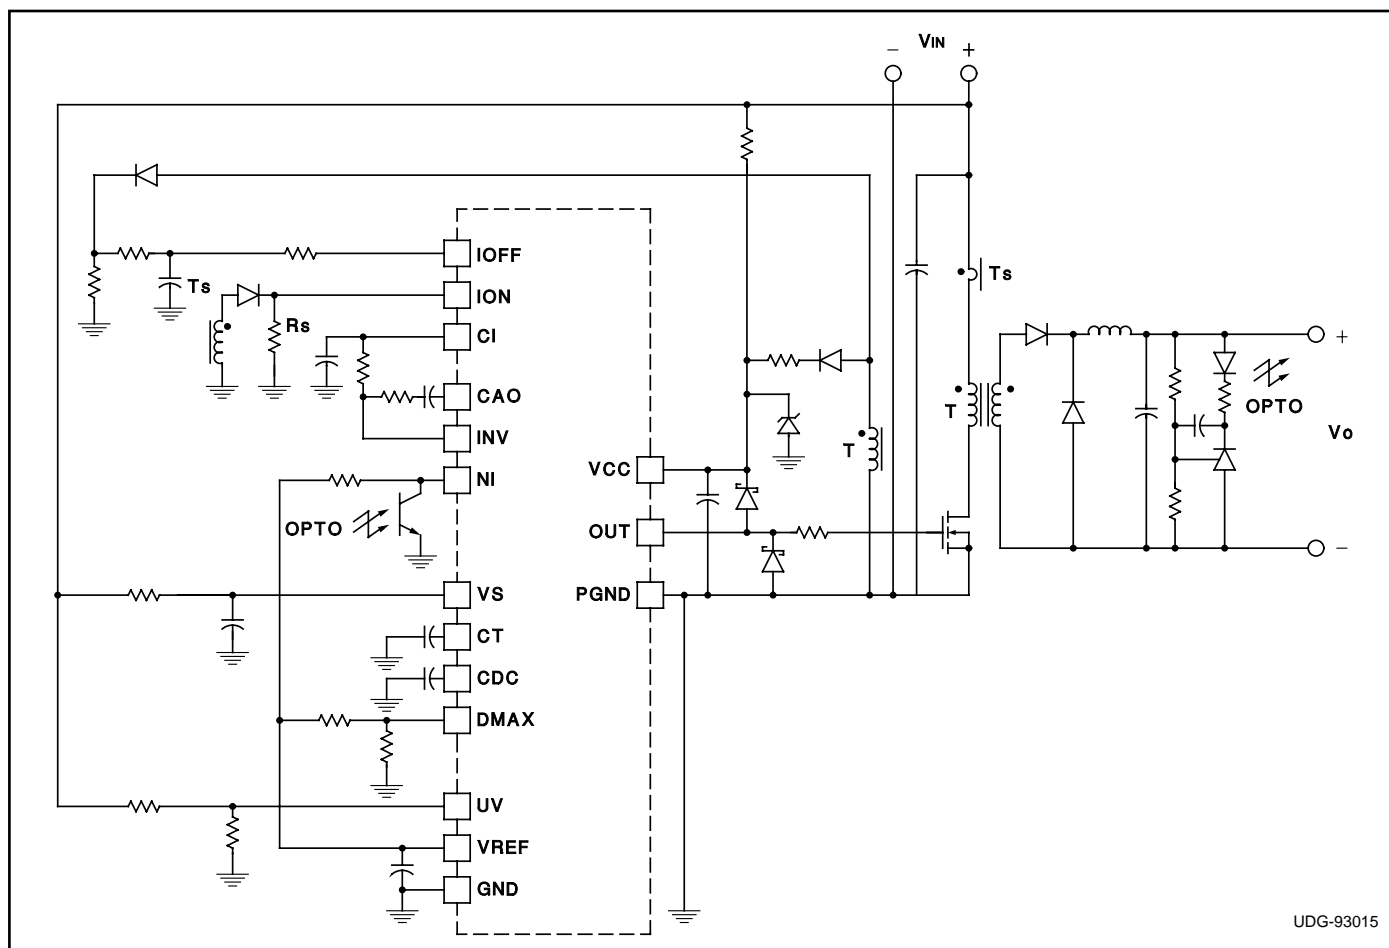 − VIN +
Ts
IOFF
ION
Rs
CI
CAO
INV
NI
OPTO
VS
CT
CDC
DMAX
UV
VREF
GND
VCC
OUT
PGND
T
Ts
T
OPTO
+
Vo
−
UDG-93015